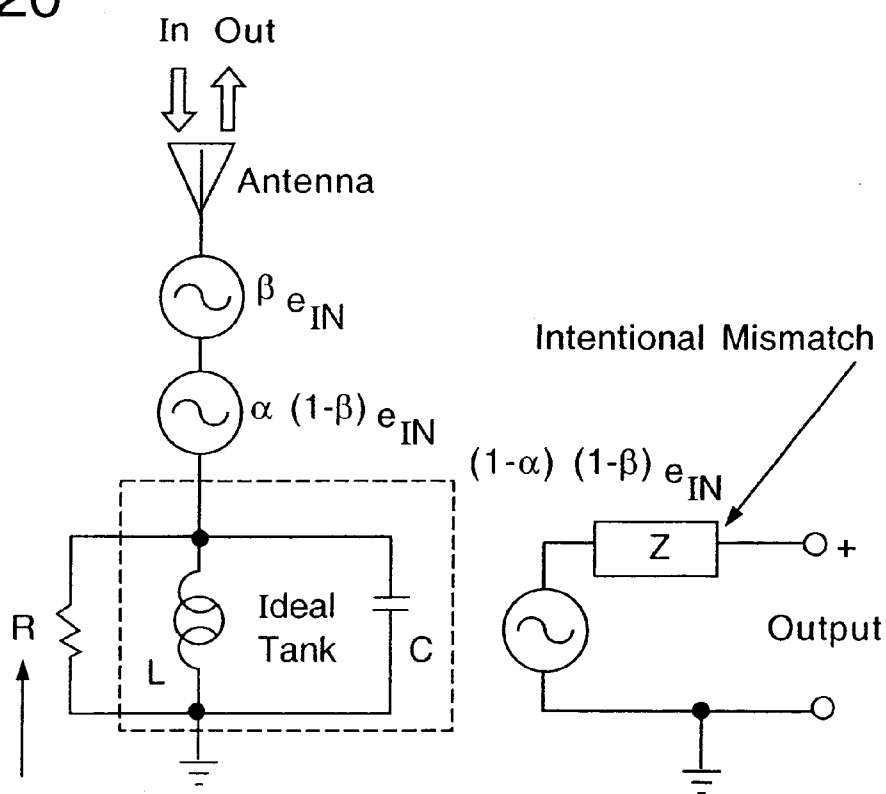 20
In Out
Antenna
β eIN
α (1-β) eIN
Intentional Mismatch
(1-α) (1-β) eIN
Z
+
R
Ideal
Tank
L
C
Output